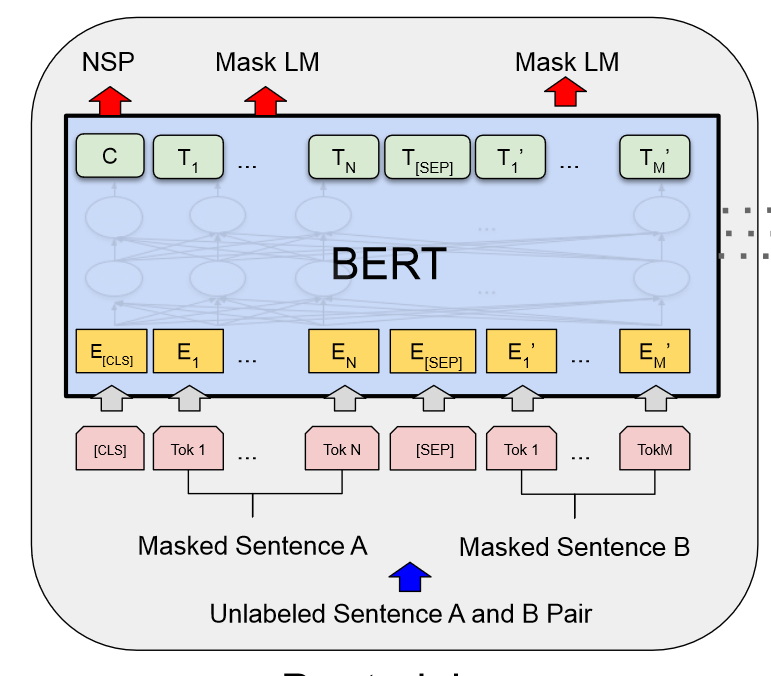 NSP Mask LM Mask LM
C T1 ... TN T[SEP] T1’ ... TM’
...
BERT
...
E[CLS] E1 ... EN E[SEP] E1’ ... EM’
[CLS] Tok 1 ... Tok N [SEP] Tok 1 ... TokM
Masked Sentence A Masked Sentence B
Unlabeled Sentence A and B Pair